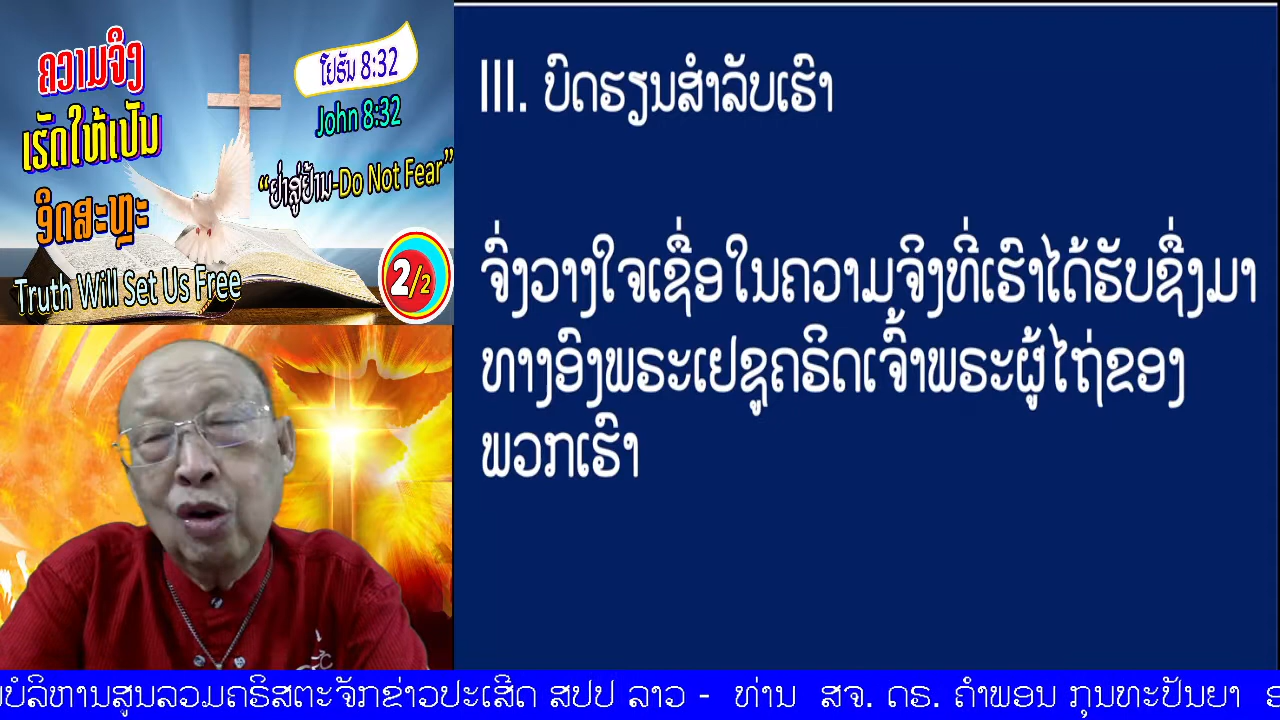 ຄວາມຈິງ
ເຮັດໃຫ້ເປັນ
ອິດສະຫຼະ
Truth Will Set Us Free
ໂຢຮັນ 8:32
John 8:32
“ຢ່າສູ່ຢ້ານ-Do Not Fear”
2/2
III. ບົດຮຽນສຳລັບເຮົາ
ຈົ່ງວາງໃຈເຊື່ອໃນຄວາມຈິງທີ່ເຮົາໄດ້ຮັບຊື່ງມາ
ທາງອົງພຣະເຢຊູຄຣິດເຈົ້າພຣະຜູ້ໄຖ່ຂອງ
ພວກເຮົາ
ບໍລິຫານສູນລວມຄຣິສຕະຈັກຂ່າວປະເສີດ ສປປ ລາວ - ທ່ານ ສຈ. ດຣ. ຄຳພອນ ກຸນທະປັນຍາ